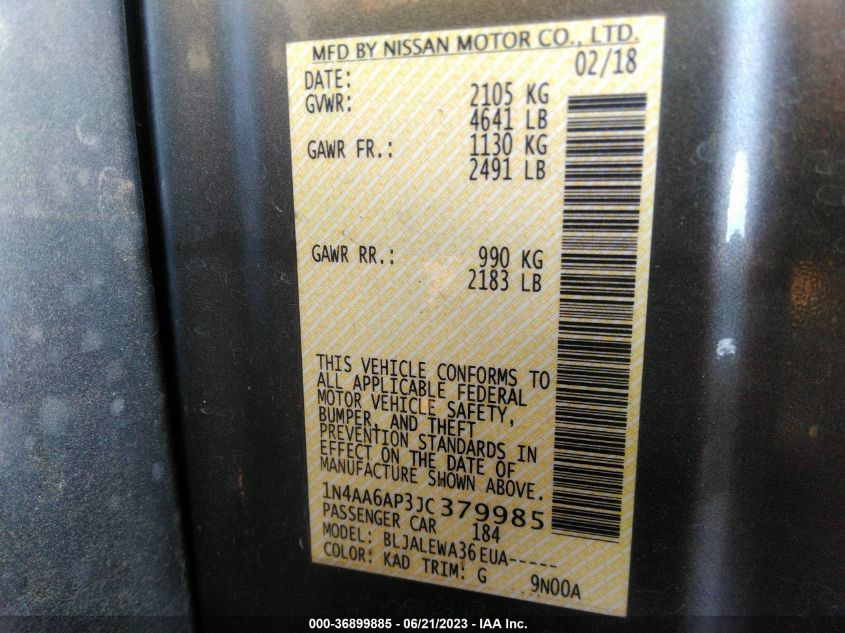 MFD BY NISSAN MOTOR CO., LTD.
DATE: 02/18
GVWR: 2105 KG
4641 LB
GAWR FR.: 1130 KG
2491 LB
GAWR RR.: 990 KG
2183 LB
THIS VEHICLE CONFORMS TO
ALL APPLICABLE FEDERAL
MOTOR VEHICLE SAFETY,
BUMPER, AND THEFT
PREVENTION STANDARDS IN
EFFECT ON THE DATE OF
MANUFACTURE SHOWN ABOVE.
1N4AA6AP3JC379985
PASSENGER CAR 184
MODEL: BLJALEWA36EUA-----
COLOR: KAD TRIM: G 9N00A
000-36899885 - 06/21/2023 - IAA Inc.